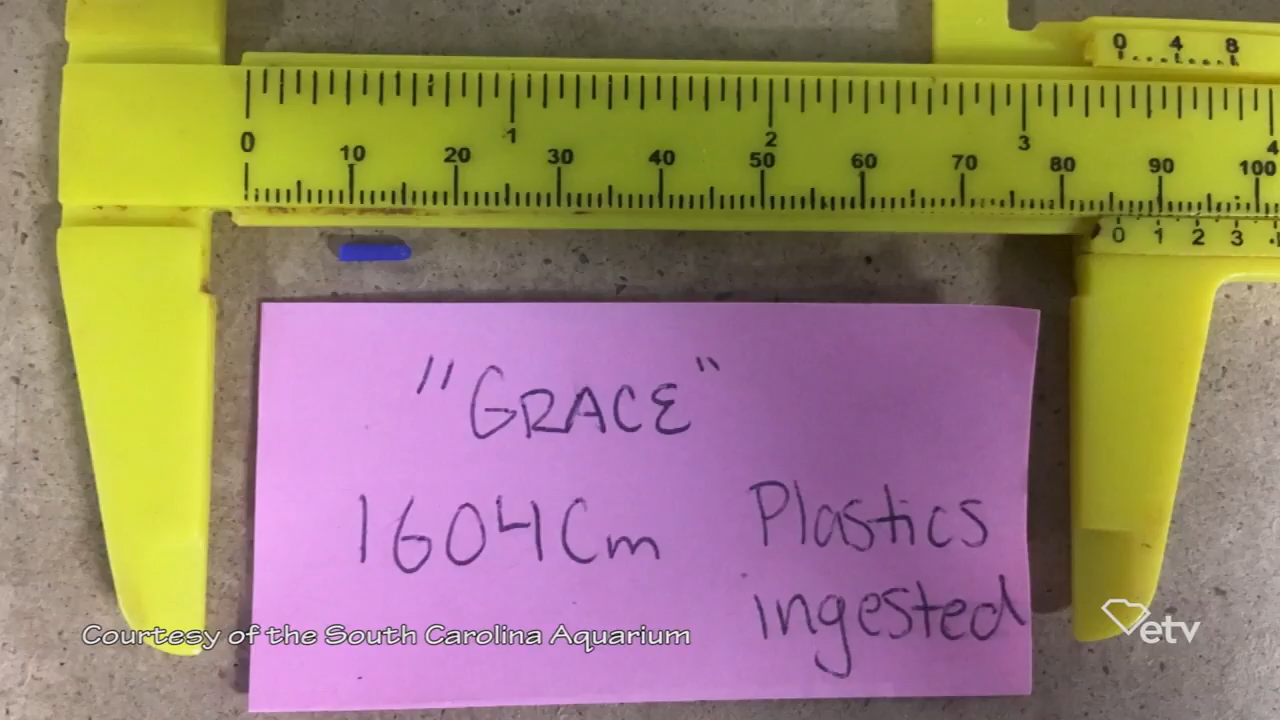 0 4 8
0 1 2 3 4
0 10 20 30 40 50 60 70 80 90 100
0 1 2 3
"GRACE"
1604Cm
Plastics
ingested
Courtesy of the South Carolina Aquarium
etv